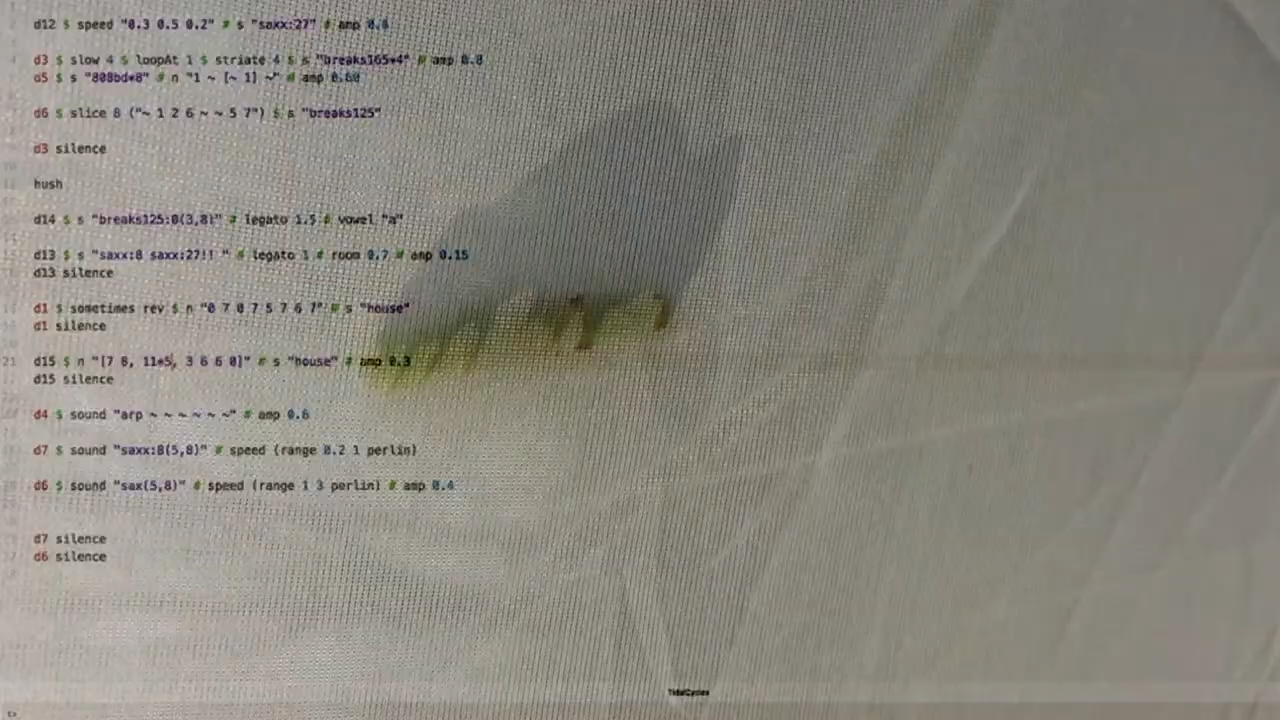 d12 $ speed "0.3 0.5 0.2" # s "saxx:27" # amp 0.6
d3 $ slow 4 $ loopAt 1 $ striate 4 $ s "breaks165*4" # amp 0.8
d5 $ s "808bd*8" # n "1 ~ [~ 1] ~" # amp 0.80
d6 $ slice 8 ("~ 1 2 6 ~ ~ 5 7") $ s "breaks125"
d3 silence
hush
d14 $ s "breaks125:0(3,8)" # legato 1.5 # vowel "a"
d13 $ s "saxx:8 saxx:27!! " # legato 1 # room 0.7 # amp 0.15
d13 silence
d1 $ sometimes rev $ n "0 7 0 7 5 7 6 7" # s "house"
d1 silence
21 d15 $ n "[7 8, 11*5, 3 6 6 0]" # s "house" # amp 0.3
d15 silence
d4 $ sound "arp ~ ~ ~ ~ ~ ~" # amp 0.6
d7 $ sound "saxx:8(5,8)" # speed (range 0.2 1 perlin)
d6 $ sound "sax(5,8)" # speed (range 1 3 perlin) # amp 0.4
d7 silence
d6 silence
TidalCycles